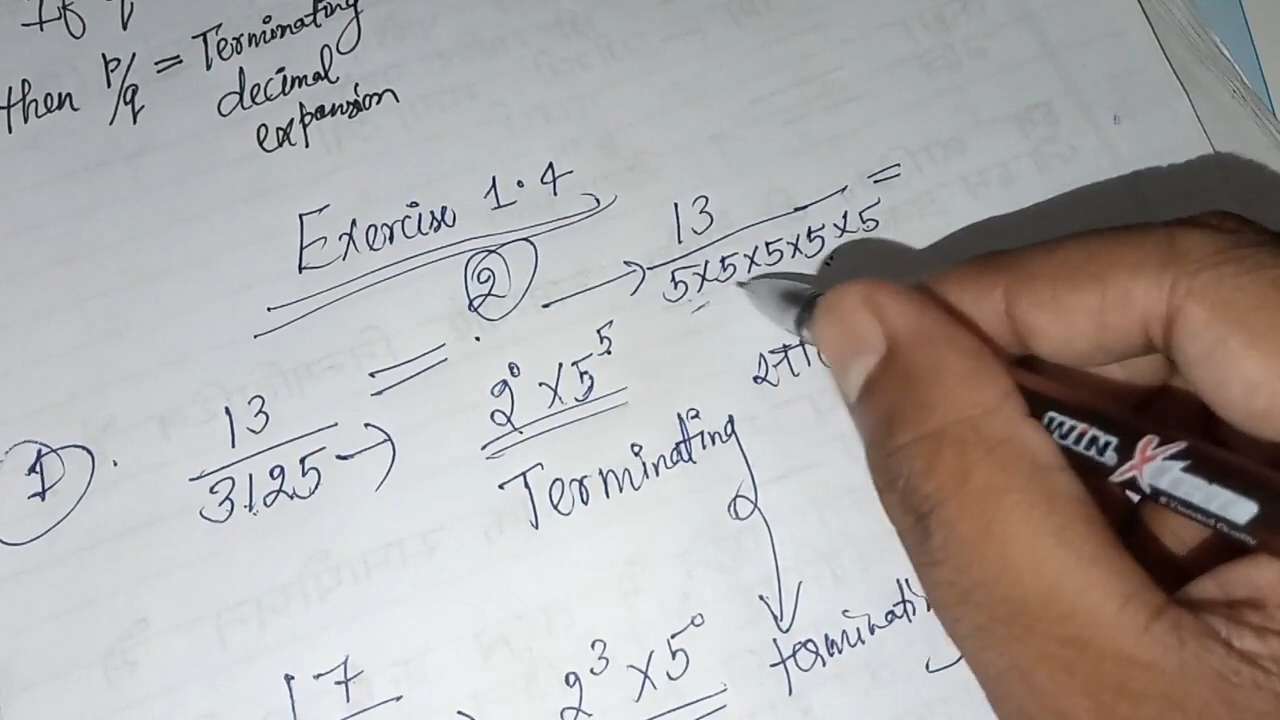 If q
then p/q = Terminating
decimal
expansion
Exercise 1.4
② → 13 / 5×5×5×5×5 =
① . 13 / 3125 → = 2⁰ × 5⁵
Terminating
17
2³ × 5⁰
terminatin
WIN
X